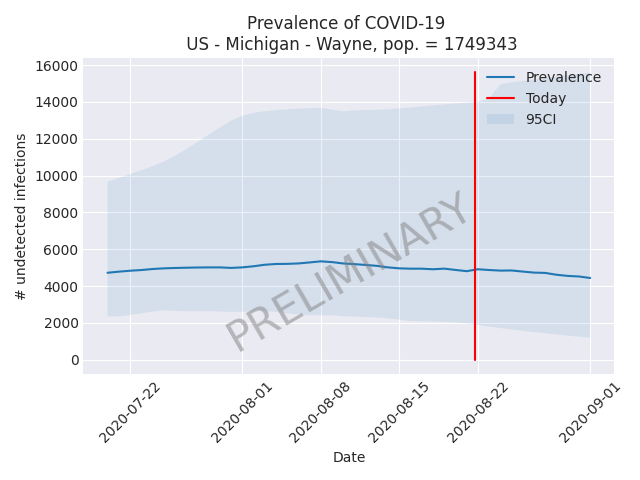 Prevalence of COVID-19
US - Michigan - Wayne, pop. = 1749343
16000
14000
12000
10000
8000
6000
4000
2000
0
# undetected infections
Prevalence
Today
95CI
PRELIMINARY
2020-07-22
2020-08-01
2020-08-08
2020-08-15
2020-08-22
2020-09-01
Date